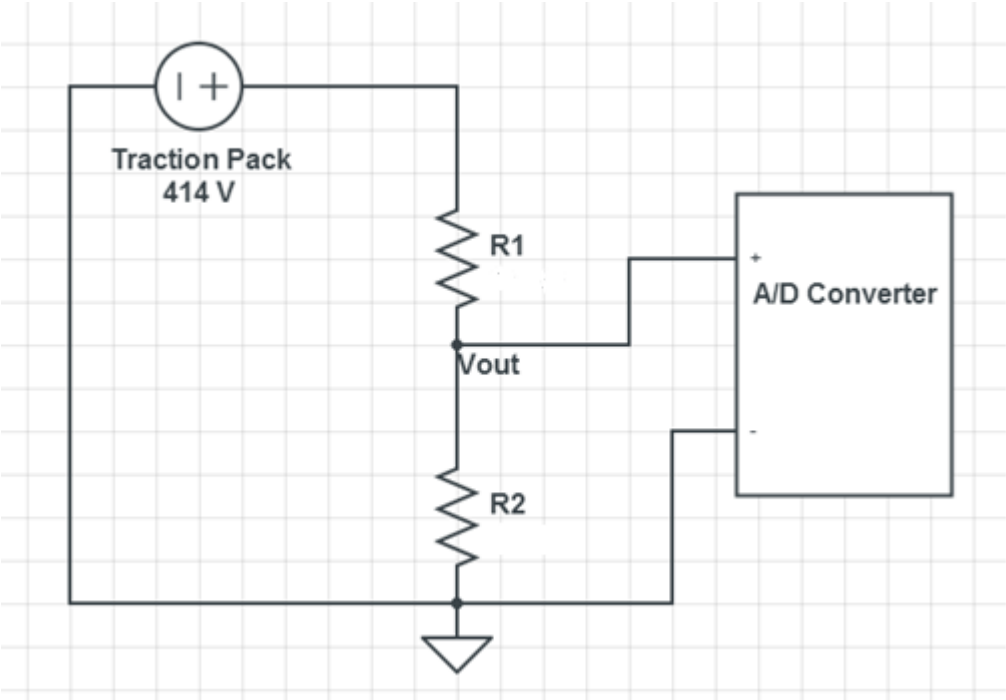 Traction Pack
414 V
R1
+
A/D Converter
Vout
-
R2